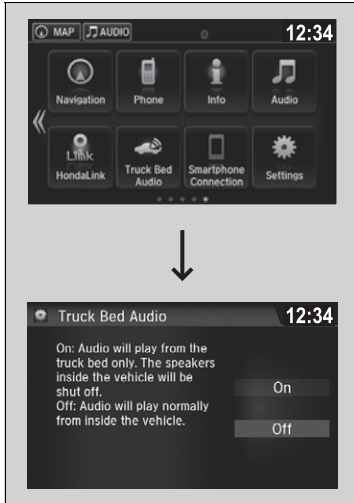 MAP AUDIO 12:34
Navigation Phone Info Audio
Link
HondaLink Truck Bed Audio Smartphone Connection Settings
Truck Bed Audio 12:34
On: Audio will play from the
truck bed only. The speakers
inside the vehicle will be
shut off.
Off: Audio will play normally
from inside the vehicle.
On
Off